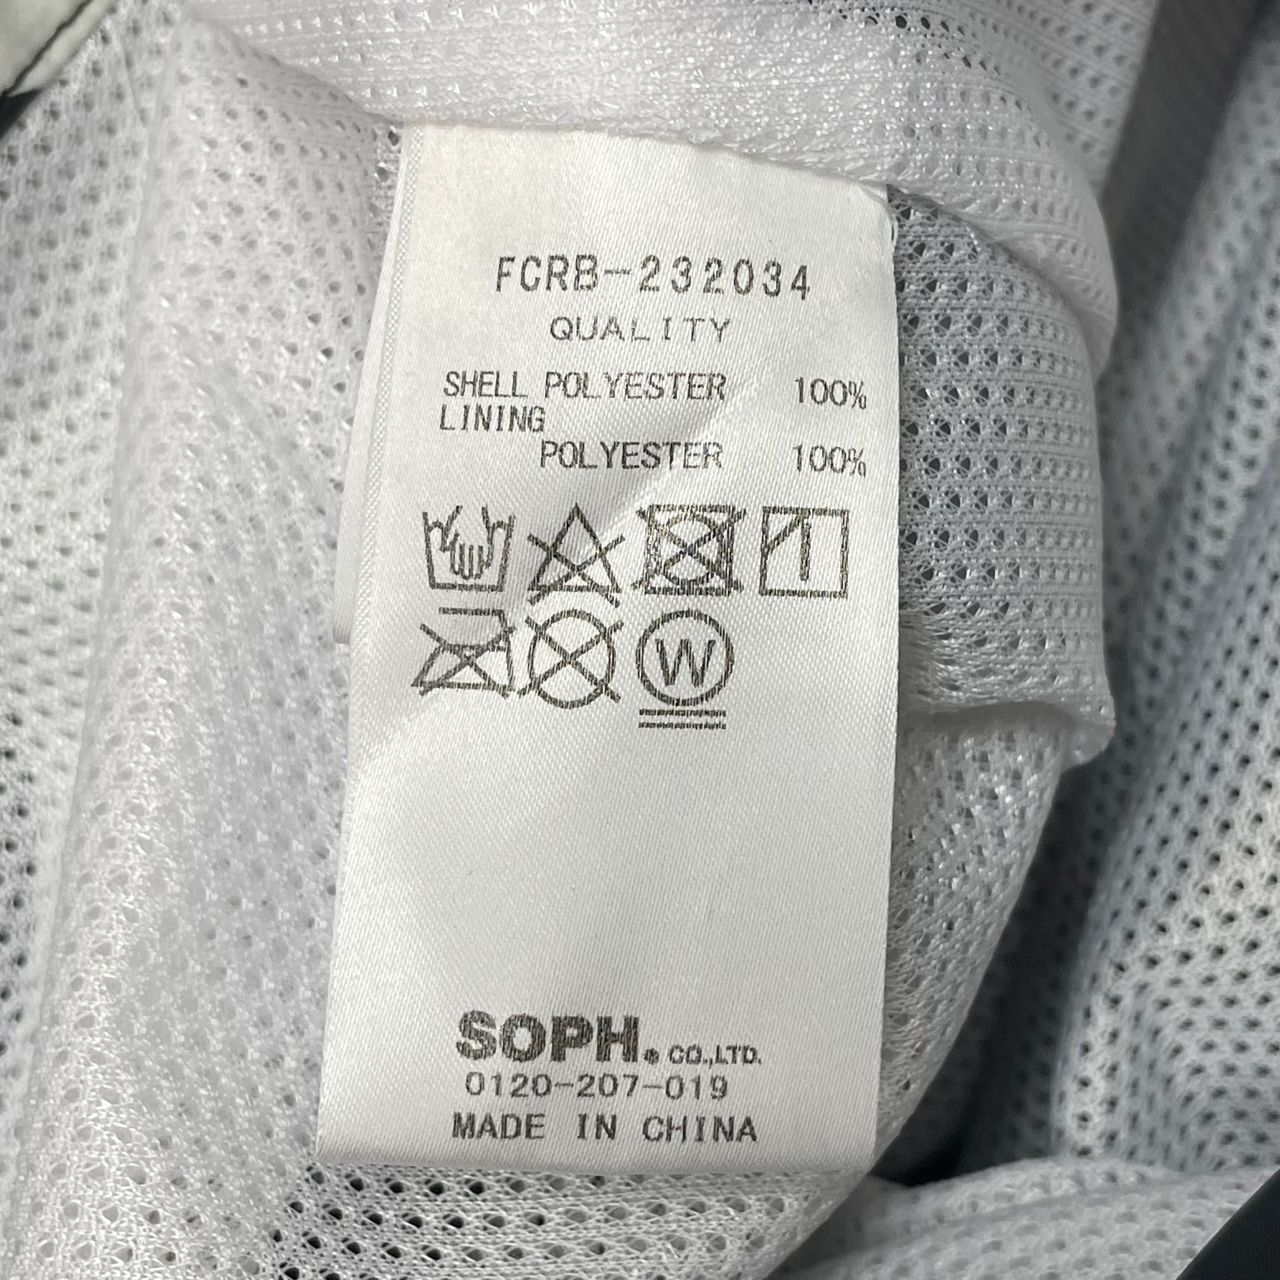 FCRB-232034
QUALITY
SHELL POLYESTER 100%
LINING
POLYESTER 100%
W
SOPH. CO.,LTD.
0120-207-019
MADE IN CHINA